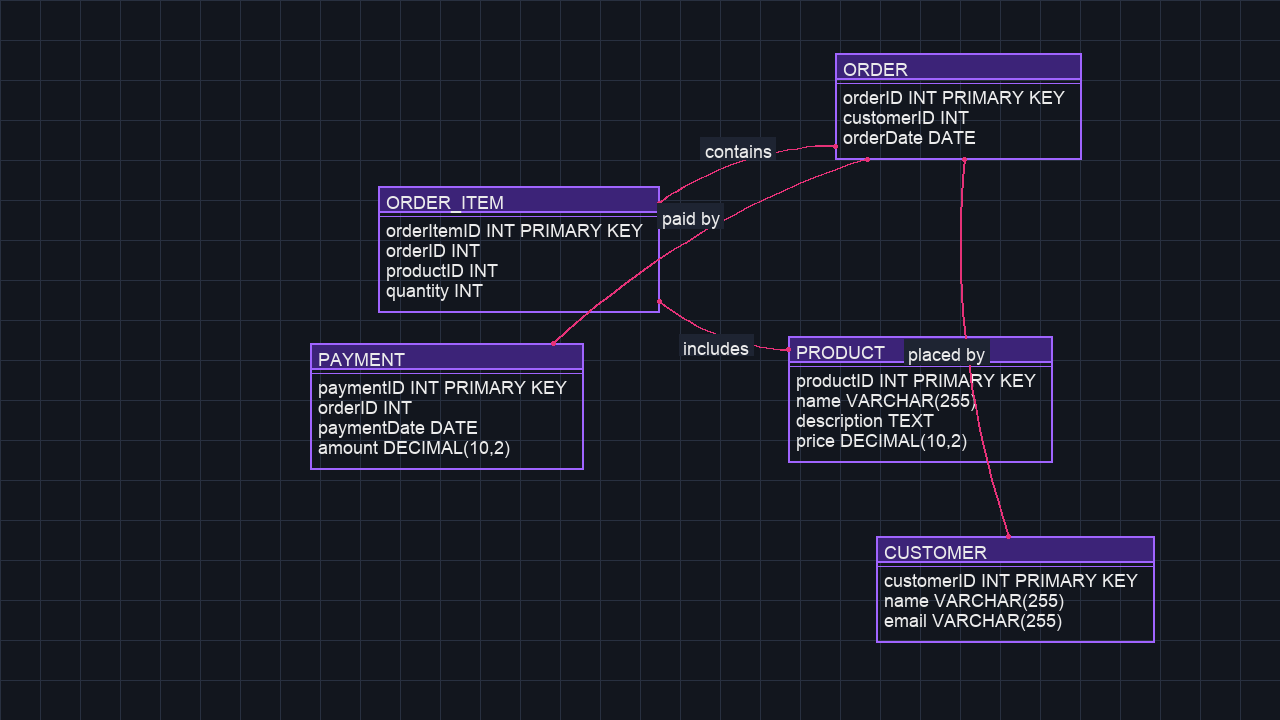 ORDER
orderID INT PRIMARY KEY
customerID INT
orderDate DATE
contains
ORDER_ITEM
orderItemID INT PRIMARY KEY
orderID INT
productID INT
quantity INT
paid by
includes
PAYMENT
paymentID INT PRIMARY KEY
orderID INT
paymentDate DATE
amount DECIMAL(10,2)
PRODUCT
placed by
productID INT PRIMARY KEY
name VARCHAR(255)
description TEXT
price DECIMAL(10,2)
CUSTOMER
customerID INT PRIMARY KEY
name VARCHAR(255)
email VARCHAR(255)